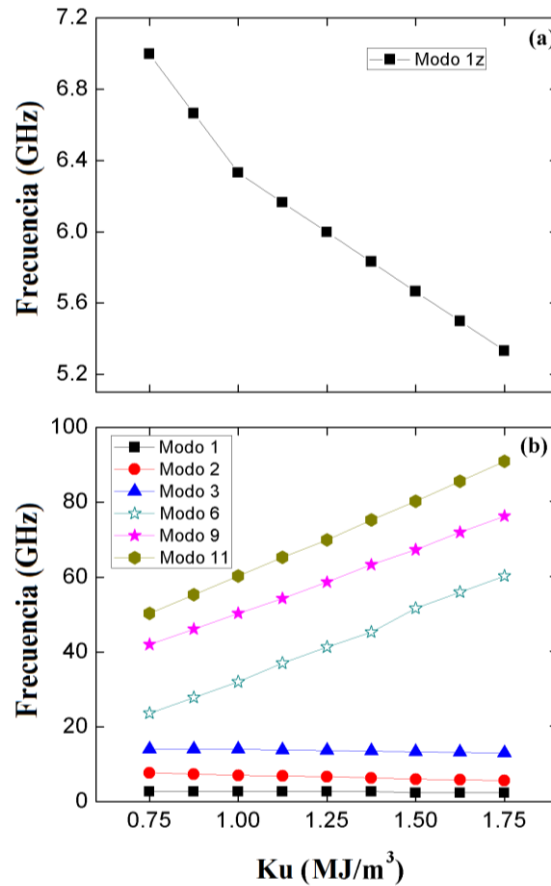 (a)
Modo 1z
7.2
6.8
6.4
6.0
5.6
5.2
Frecuencia (GHz)
(b)
Modo 1
Modo 2
Modo 3
Modo 6
Modo 9
Modo 11
100
80
60
40
20
0
Frecuencia (GHz)
0.75 1.00 1.25 1.50 1.75
Ku (MJ/m³)